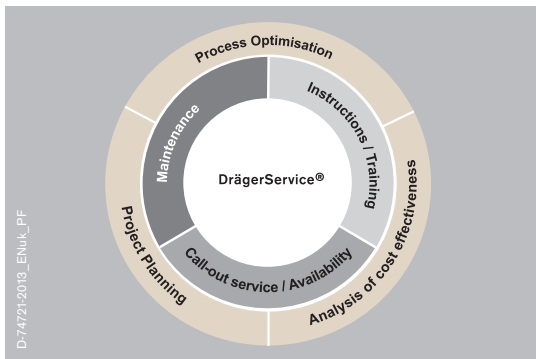 Process Optimisation
Maintenance
Instructions / Training
DrägerService®
Call-out service / Availability
Project Planning
Analysis of cost effectiveness
D-74721-2013_ENuk_PF